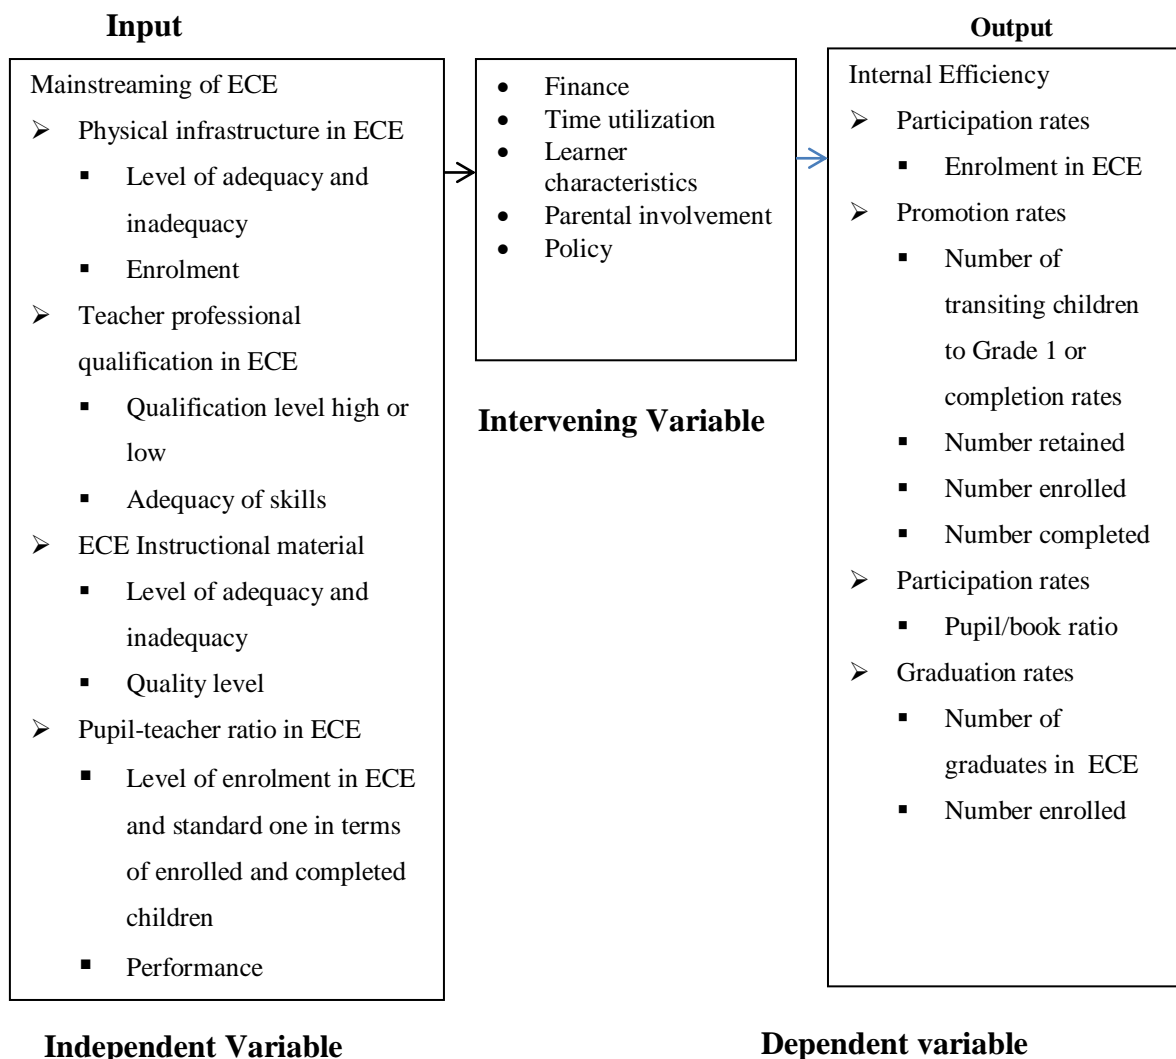 Input
Mainstreaming of ECE
➢ Physical infrastructure in ECE
▪ Level of adequacy and
inadequacy
▪ Enrolment
➢ Teacher professional
qualification in ECE
▪ Qualification level high or
low
▪ Adequacy of skills
➢ ECE Instructional material
▪ Level of adequacy and
inadequacy
▪ Quality level
➢ Pupil-teacher ratio in ECE
▪ Level of enrolment in ECE
and standard one in terms
of enrolled and completed
children
▪ Performance
Independent Variable
• Finance
• Time utilization
• Learner
characteristics
• Parental involvement
• Policy
Intervening Variable
Output
Internal Efficiency
➢ Participation rates
▪ Enrolment in ECE
➢ Promotion rates
▪ Number of
transiting children
to Grade 1 or
completion rates
▪ Number retained
▪ Number enrolled
▪ Number completed
➢ Participation rates
▪ Pupil/book ratio
➢ Graduation rates
▪ Number of
graduates in ECE
▪ Number enrolled
Dependent variable